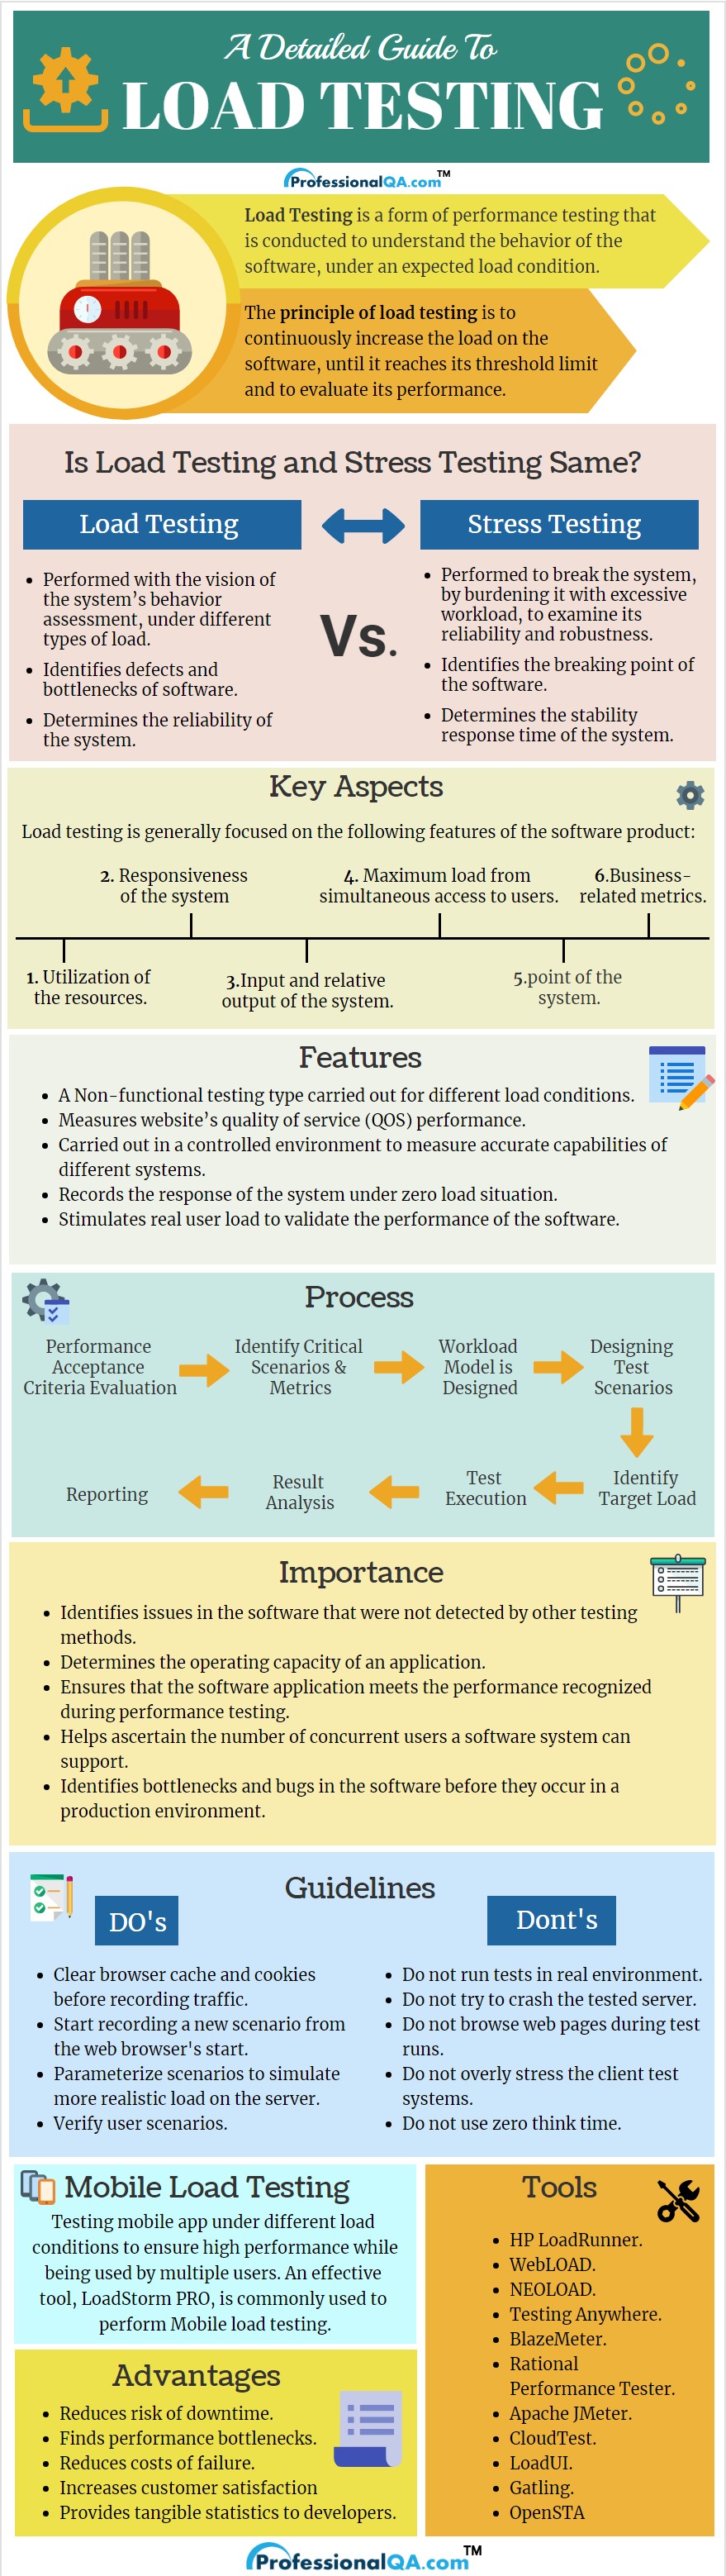 A Detailed Guide To
LOAD TESTING
ProfessionalQA.com™
Load Testing is a form of performance testing that
is conducted to understand the behavior of the
software, under an expected load condition.
The principle of load testing is to
continuously increase the load on the
software, until it reaches its threshold limit
and to evaluate its performance.
Is Load Testing and Stress Testing Same?
Load Testing
Stress Testing
Vs.
• Performed with the vision of
the system's behavior
assessment, under different
types of load.
• Identifies defects and
bottlenecks of software.
• Determines the reliability of
the system.
• Performed to break the system,
by burdening it with excessive
workload, to examine its
reliability and robustness.
• Identifies the breaking point of
the software.
• Determines the stability
response time of the system.
Key Aspects
Load testing is generally focused on the following features of the software product:
1. Utilization of
the resources.
2. Responsiveness
of the system
3.Input and relative
output of the system.
4. Maximum load from
simultaneous access to users.
5.point of the
system.
6.Business-
related metrics.
Features
• A Non-functional testing type carried out for different load conditions.
• Measures website's quality of service (QOS) performance.
• Carried out in a controlled environment to measure accurate capabilities of
different systems.
• Records the response of the system under zero load situation.
• Stimulates real user load to validate the performance of the software.
Process
Performance
Acceptance
Criteria Evaluation
Identify Critical
Scenarios &
Metrics
Workload
Model is
Designed
Designing
Test
Scenarios
Identify
Target Load
Test
Execution
Result
Analysis
Reporting
Importance
• Identifies issues in the software that were not detected by other testing
methods.
• Determines the operating capacity of an application.
• Ensures that the software application meets the performance recognized
during performance testing.
• Helps ascertain the number of concurrent users a software system can
support.
• Identifies bottlenecks and bugs in the software before they occur in a
production environment.
Guidelines
DO's
• Clear browser cache and cookies
before recording traffic.
• Start recording a new scenario from
the web browser's start.
• Parameterize scenarios to simulate
more realistic load on the server.
• Verify user scenarios.
Dont's
• Do not run tests in real environment.
• Do not try to crash the tested server.
• Do not browse web pages during test
runs.
• Do not overly stress the client test
systems.
• Do not use zero think time.
Mobile Load Testing
Testing mobile app under different load
conditions to ensure high performance while
being used by multiple users. An effective
tool, LoadStorm PRO, is commonly used to
perform Mobile load testing.
Advantages
• Reduces risk of downtime.
• Finds performance bottlenecks.
• Reduces costs of failure.
• Increases customer satisfaction
• Provides tangible statistics to developers.
Tools
• HP LoadRunner.
• WebLOAD.
• NEOLOAD.
• Testing Anywhere.
• BlazeMeter.
• Rational
Performance Tester.
• Apache JMeter.
• CloudTest.
• LoadUI.
• Gatling.
• OpenSTA
ProfessionalQA.com™